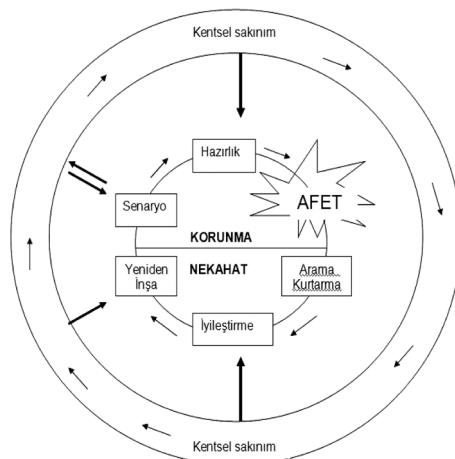 Kentsel sakınım
Hazırlık
AFET
Senaryo
KORUNMA
Yeniden
İnşa
NEKAHAT
Arama
Kurtarma
İyileştirme
Kentsel sakınım